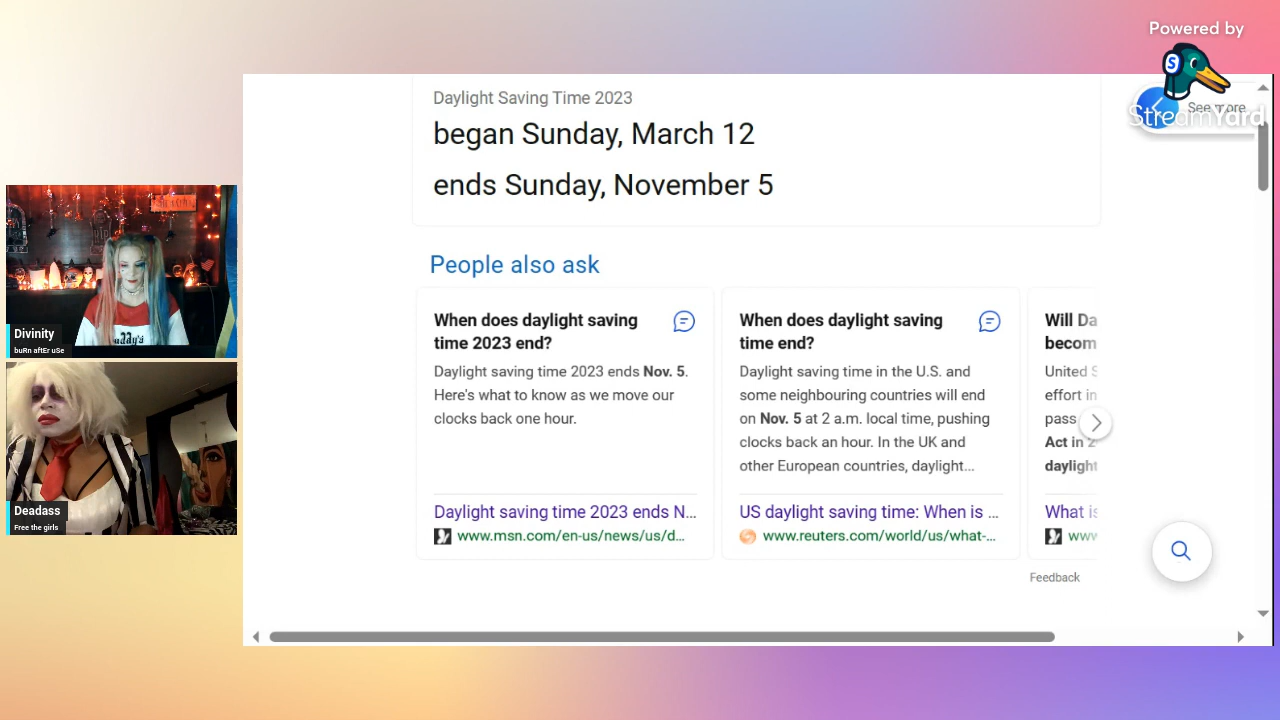 Powered by
StreamYard
See more
Daylight Saving Time 2023
began Sunday, March 12
ends Sunday, November 5
People also ask
When does daylight saving
time 2023 end?
Daylight saving time 2023 ends Nov. 5.
Here's what to know as we move our
clocks back one hour.
Daylight saving time 2023 ends N...
www.msn.com/en-us/news/us/d...
When does daylight saving
time end?
Daylight saving time in the U.S. and
some neighbouring countries will end
on Nov. 5 at 2 a.m. local time, pushing
clocks back an hour. In the UK and
other European countries, daylight...
US daylight saving time: When is ...
www.reuters.com/world/us/what-...
Will Da
becom
United S
effort in
pass
Act in 2
daylight
What is
www
Feedback
Divinity
buRn aftEr uSe
Deadass
Free the girls